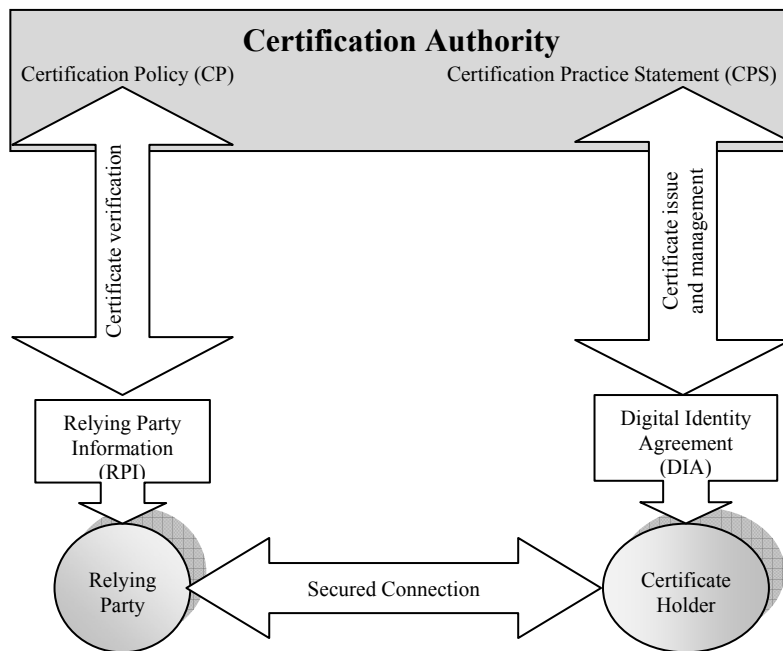 Certification Authority
Certification Policy (CP)
Certification Practice Statement (CPS)
Certificate verification
Certificate issue
and management
Relying Party
Information
(RPI)
Digital Identity
Agreement
(DIA)
Relying
Party
Secured Connection
Certificate
Holder